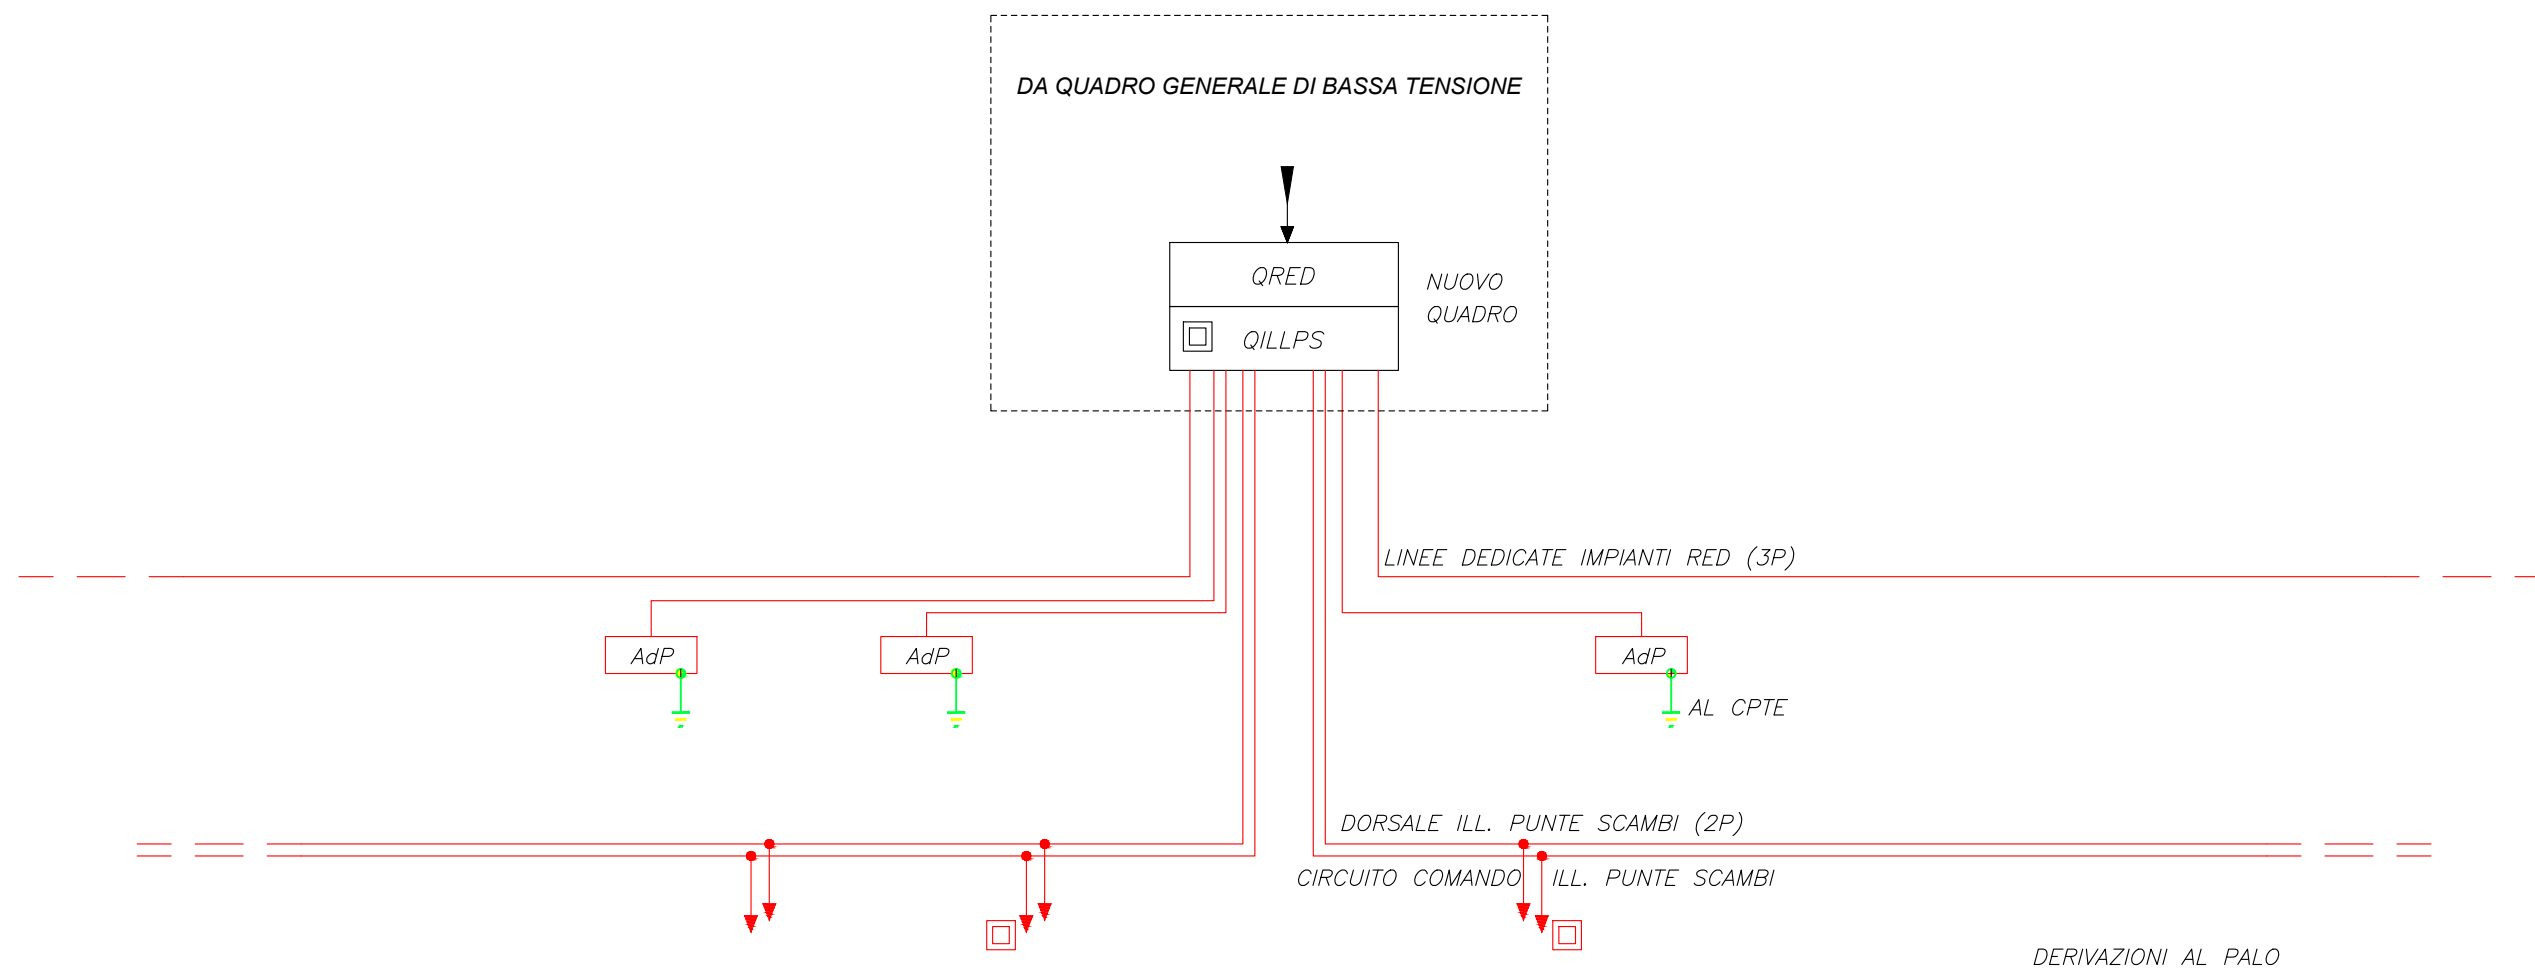 DA QUADRO GENERALE DI BASSA TENSIONE
QRED
NUOVO
QUADRO
QILLPS
LINEE DEDICATE IMPIANTI RED (3P)
AdP
AdP
AdP
AL CPTE
DORSALE ILL. PUNTE SCAMBI (2P)
CIRCUITO COMANDO ILL. PUNTE SCAMBI
DERIVAZIONI AL PALO